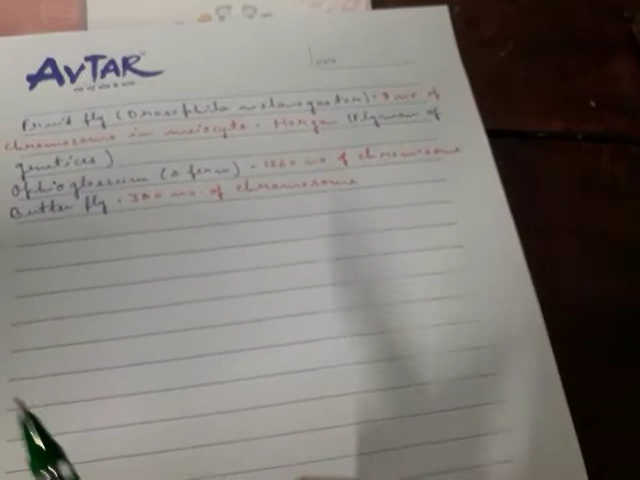 AVTAR
Fruit fly (Drosophila melanogaster) - 8 no of
chromosome in meiocyte - Morgan (Flyman of
genetics)
Ophioglossum (a fern) - 1260 no of chromosome
Butter fly - 380 no. of chromosome